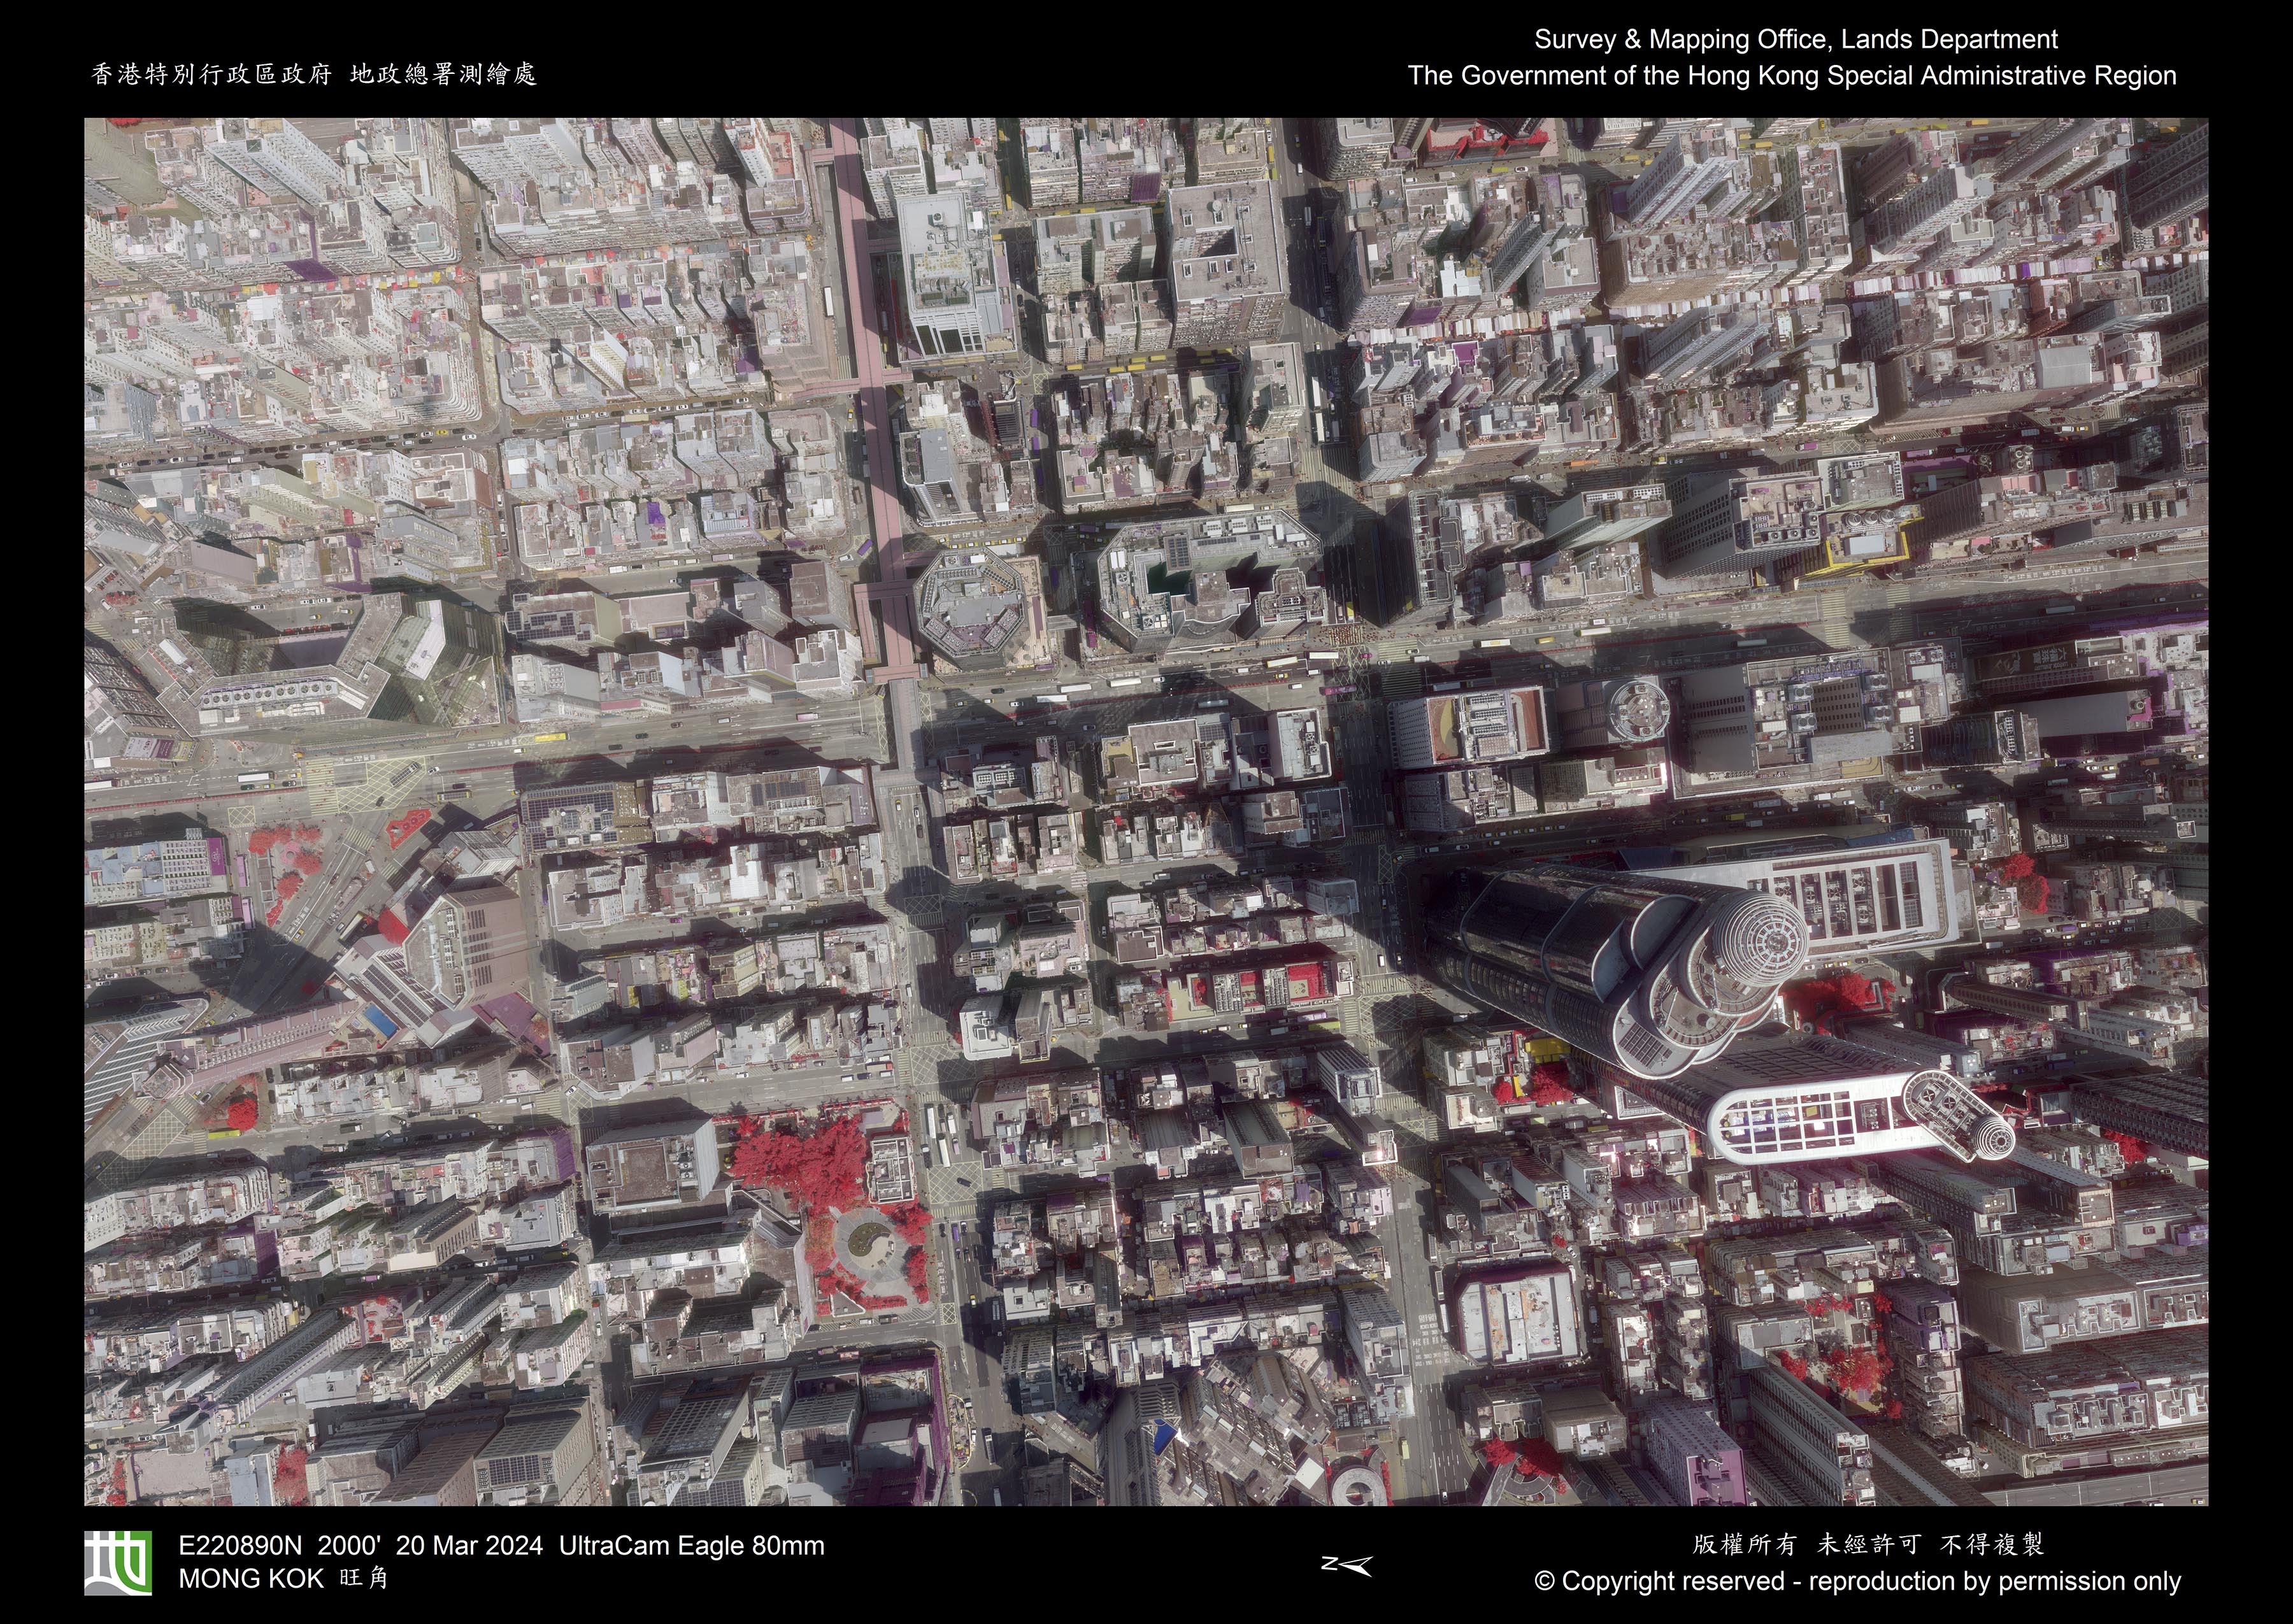 香港特別行政區政府 地政總署測繪處
Survey & Mapping Office, Lands Department
The Government of the Hong Kong Special Administrative Region
E220890N 2000' 20 Mar 2024 UltraCam Eagle 80mm
MONG KOK 旺角
N
版權所有 未經許可 不得複製
© Copyright reserved - reproduction by permission only